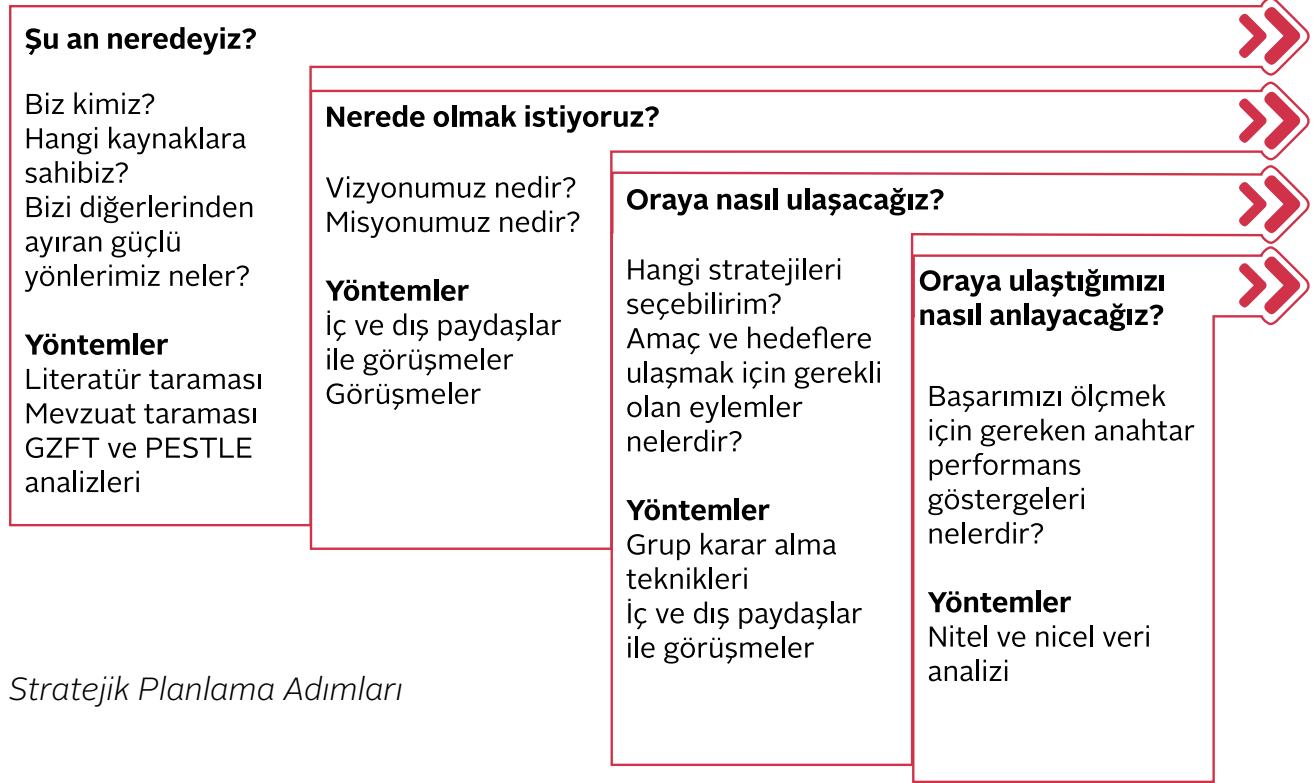 Şu an neredeyiz?
Biz kimiz?
Hangi kaynaklara
sahibiz?
Bizi diğerlerinden
ayıran güçlü
yönlerimiz neler?
Yöntemler
Literatür taraması
Mevzuat taraması
GZFT ve PESTLE
analizleri
Nerede olmak istiyoruz?
Vizyonumuz nedir?
Misyonumuz nedir?
Yöntemler
İç ve dış paydaşlar
ile görüşmeler
Görüşmeler
Oraya nasıl ulaşacağız?
Hangi stratejileri
seçebilirim?
Amaç ve hedeflere
ulaşmak için gerekli
olan eylemler
nelerdir?
Yöntemler
Grup karar alma
teknikleri
İç ve dış paydaşlar
ile görüşmeler
Oraya ulaştığımızı
nasıl anlayacağız?
Başarımızı ölçmek
için gereken anahtar
performans
göstergeleri
nelerdir?
Yöntemler
Nitel ve nicel veri
analizi
Stratejik Planlama Adımları